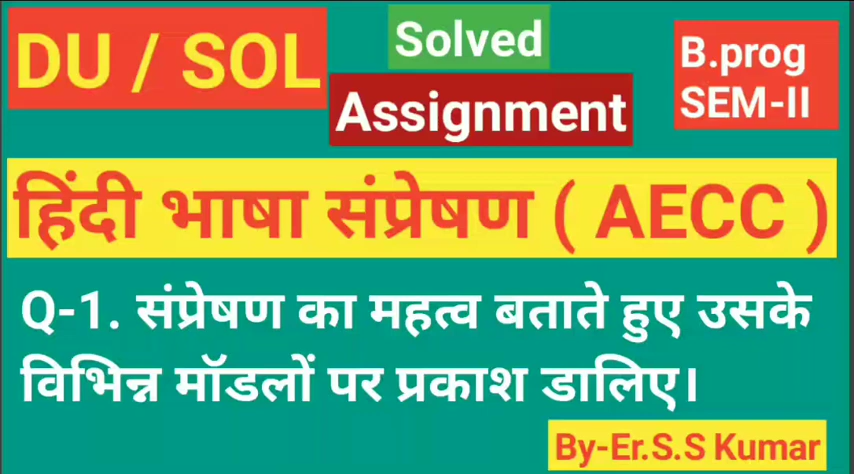 DU / SOL
Solved
Assignment
B.prog
SEM-II
हिंदी भाषा संप्रेषण ( AECC )
Q-1. संप्रेषण का महत्व बताते हुए उसके
विभिन्न मॉडलों पर प्रकाश डालिए।
By-Er.S.S Kumar